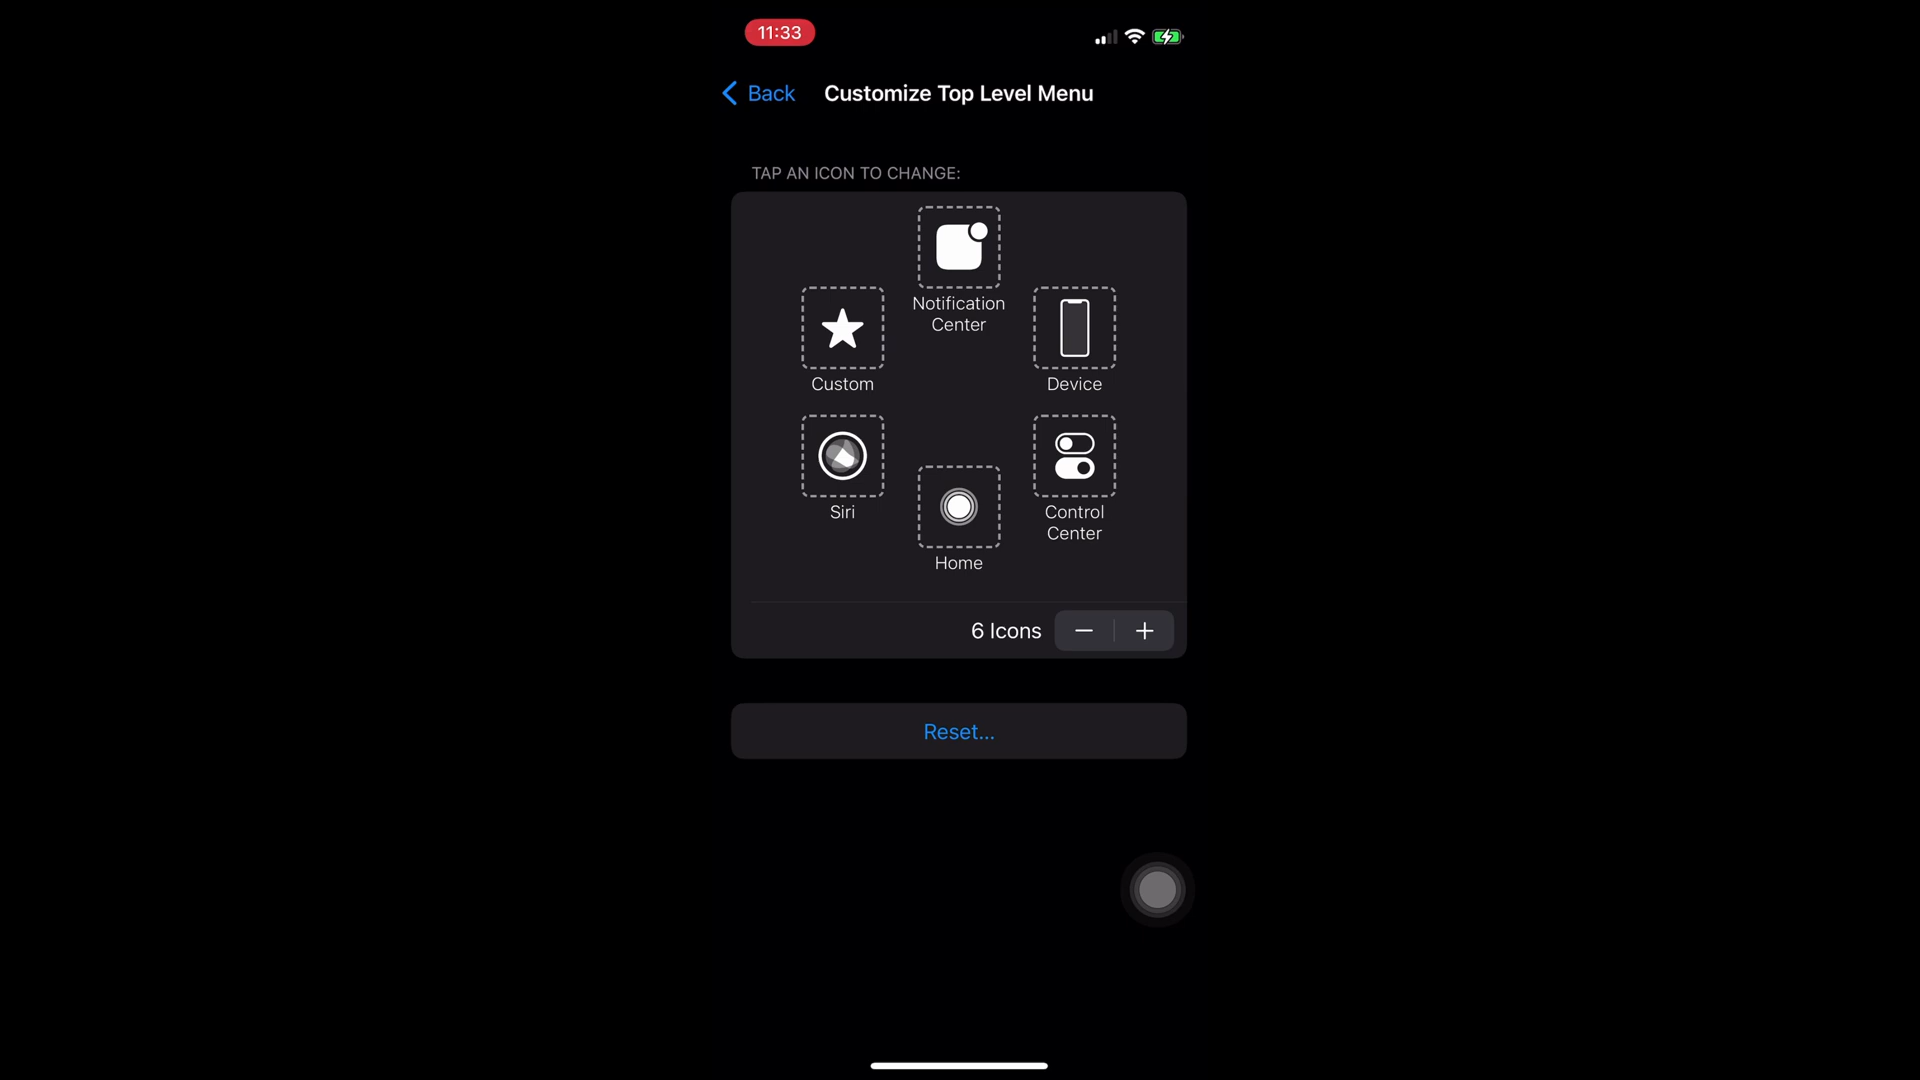 11:33
Back
Customize Top Level Menu
TAP AN ICON TO CHANGE:
Notification
Center
Custom
Device
Siri
Control
Center
Home
6 Icons
Reset...